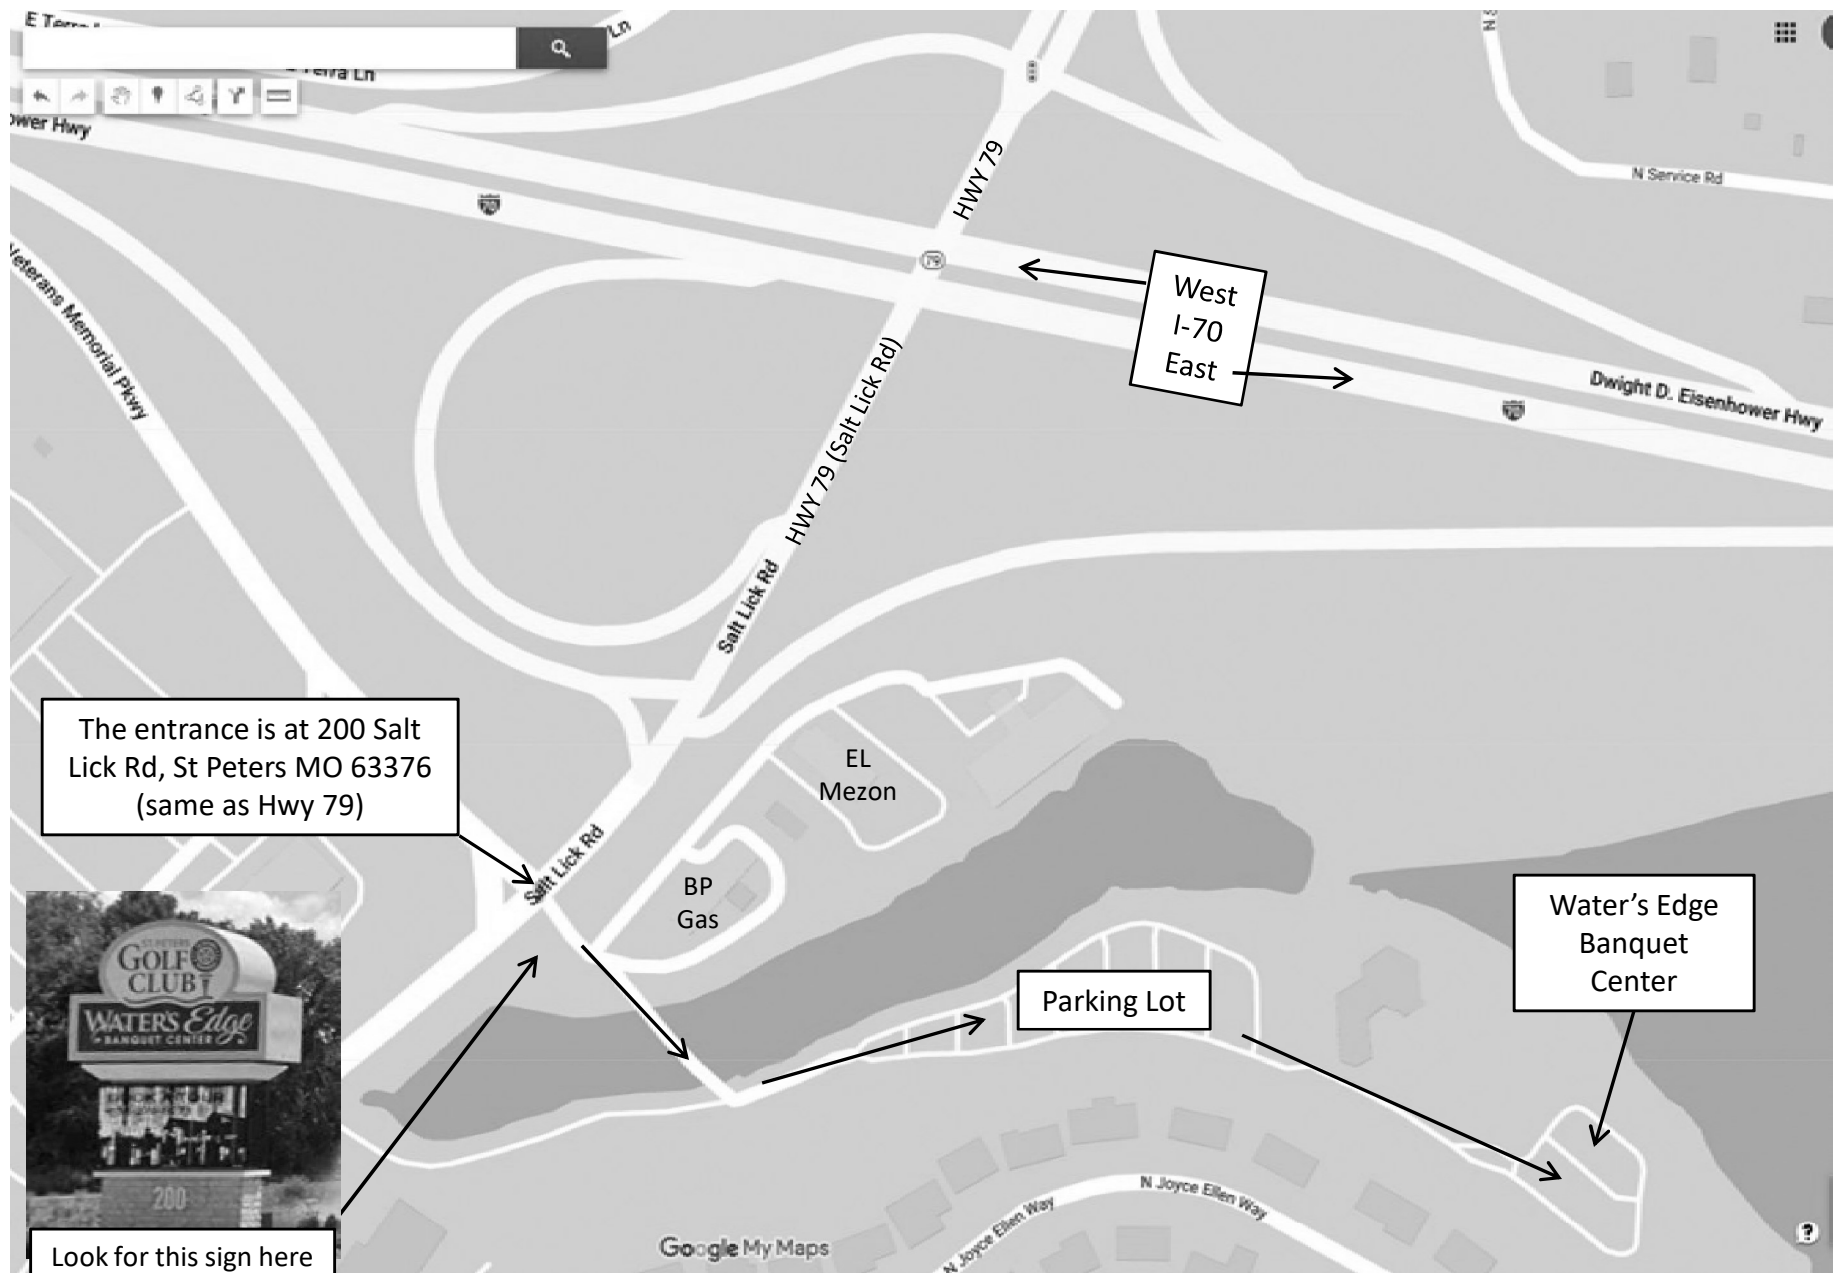 E Terra
Ln
E Terra Ln
ower Hwy
N Service Rd
HWY 79
70
79
West
I-70
East
Veterans Memorial Pkwy
HWY 79 (Salt Lick Rd)
Dwight D. Eisenhower Hwy
70
Salt Lick Rd
The entrance is at 200 Salt
Lick Rd, St Peters MO 63376
(same as Hwy 79)
EL
Mezon
Salt Lick Rd
BP
Gas
Water's Edge
Banquet
Center
ST PETERS
GOLF
CLUB
WATER'S Edge
BANQUET CENTER
200
Parking Lot
N Joyce Ellen Way
N Joyce Ellen Way
Google My Maps
?
Look for this sign here